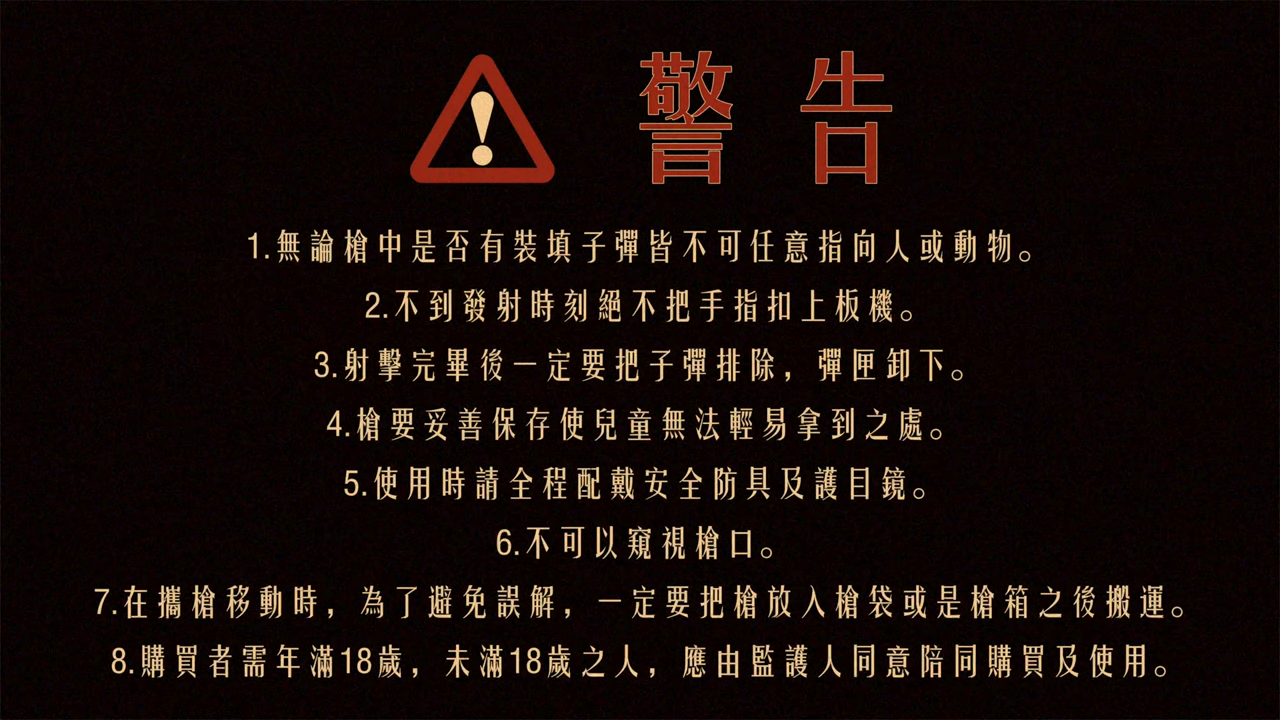 警告
1.無論槍中是否有裝填子彈皆不可任意指向人或動物。
2.不到發射時刻絕不把手指扣上板機。
3.射擊完畢後一定要把子彈排除，彈匣卸下。
4.槍要妥善保存使兒童無法輕易拿到之處。
5.使用時請全程配戴安全防具及護目鏡。
6.不可以窺視槍口。
7.在攜槍移動時，為了避免誤解，一定要把槍放入槍袋或是槍箱之後搬運。
8.購買者需年滿18歲，未滿18歲之人，應由監護人同意陪同購買及使用。